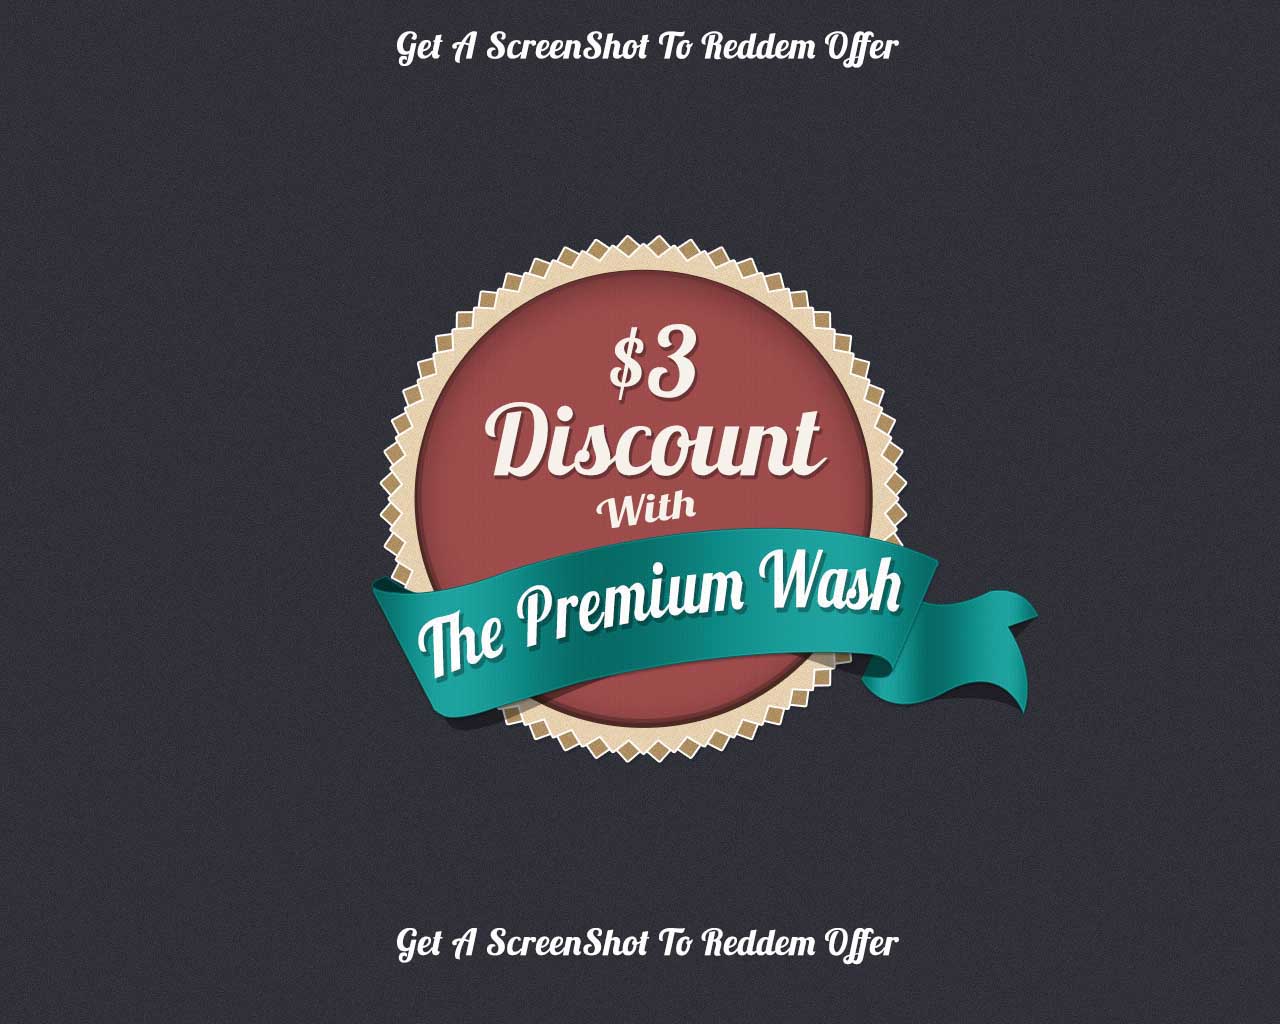 Get A ScreenShot To Reddem Offer
$3
Discount
With
The Premium Wash
Get A ScreenShot To Reddem Offer